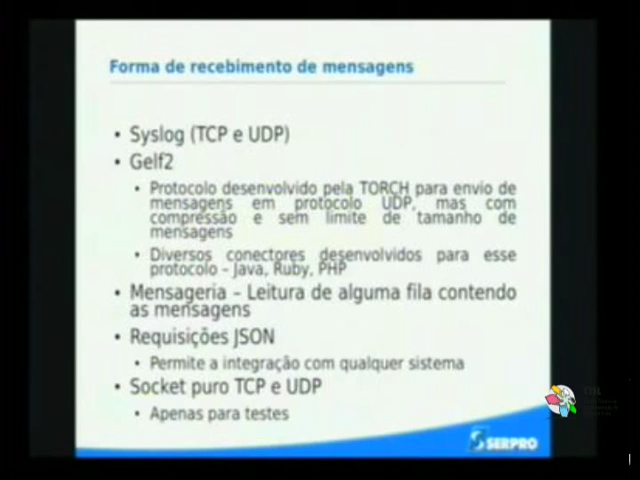 Forma de recebimento de mensagens
• Syslog (TCP e UDP)
• Gelf2
• Protocolo desenvolvido pela TORCH para envio de
mensagens em protocolo UDP, mas com
compressão e sem limite de tamanho de
mensagens
• Diversos conectores desenvolvidos para esse
protocolo – Java, Ruby, PHP
• Mensageria – Leitura de alguma fila contendo
as mensagens
• Requisições JSON
• Permite a integração com qualquer sistema
• Socket puro TCP e UDP
• Apenas para testes
SERPRO